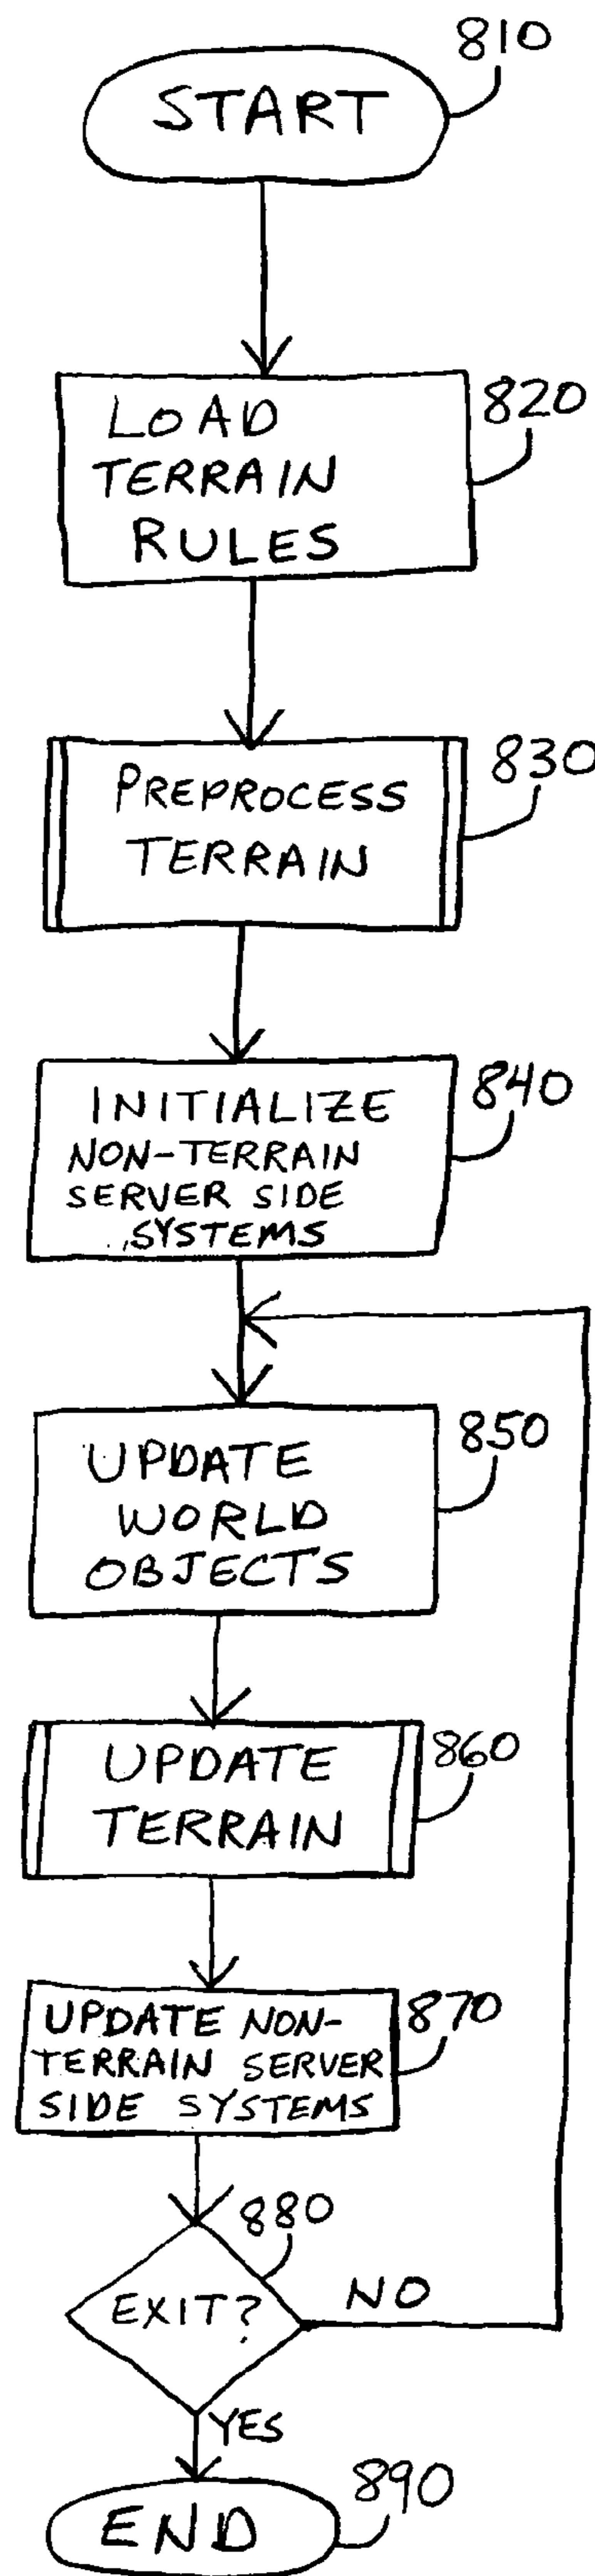 810
START
820
LOAD
TERRAIN
RULES
830
PREPROCESS
TERRAIN
840
INITIALIZE
NON-TERRAIN
SERVER SIDE
SYSTEMS
850
UPDATE
WORLD
OBJECTS
860
UPDATE
TERRAIN
870
UPDATE NON-
TERRAIN SERVER
SIDE SYSTEMS
880
EXIT?
NO
YES
890
END